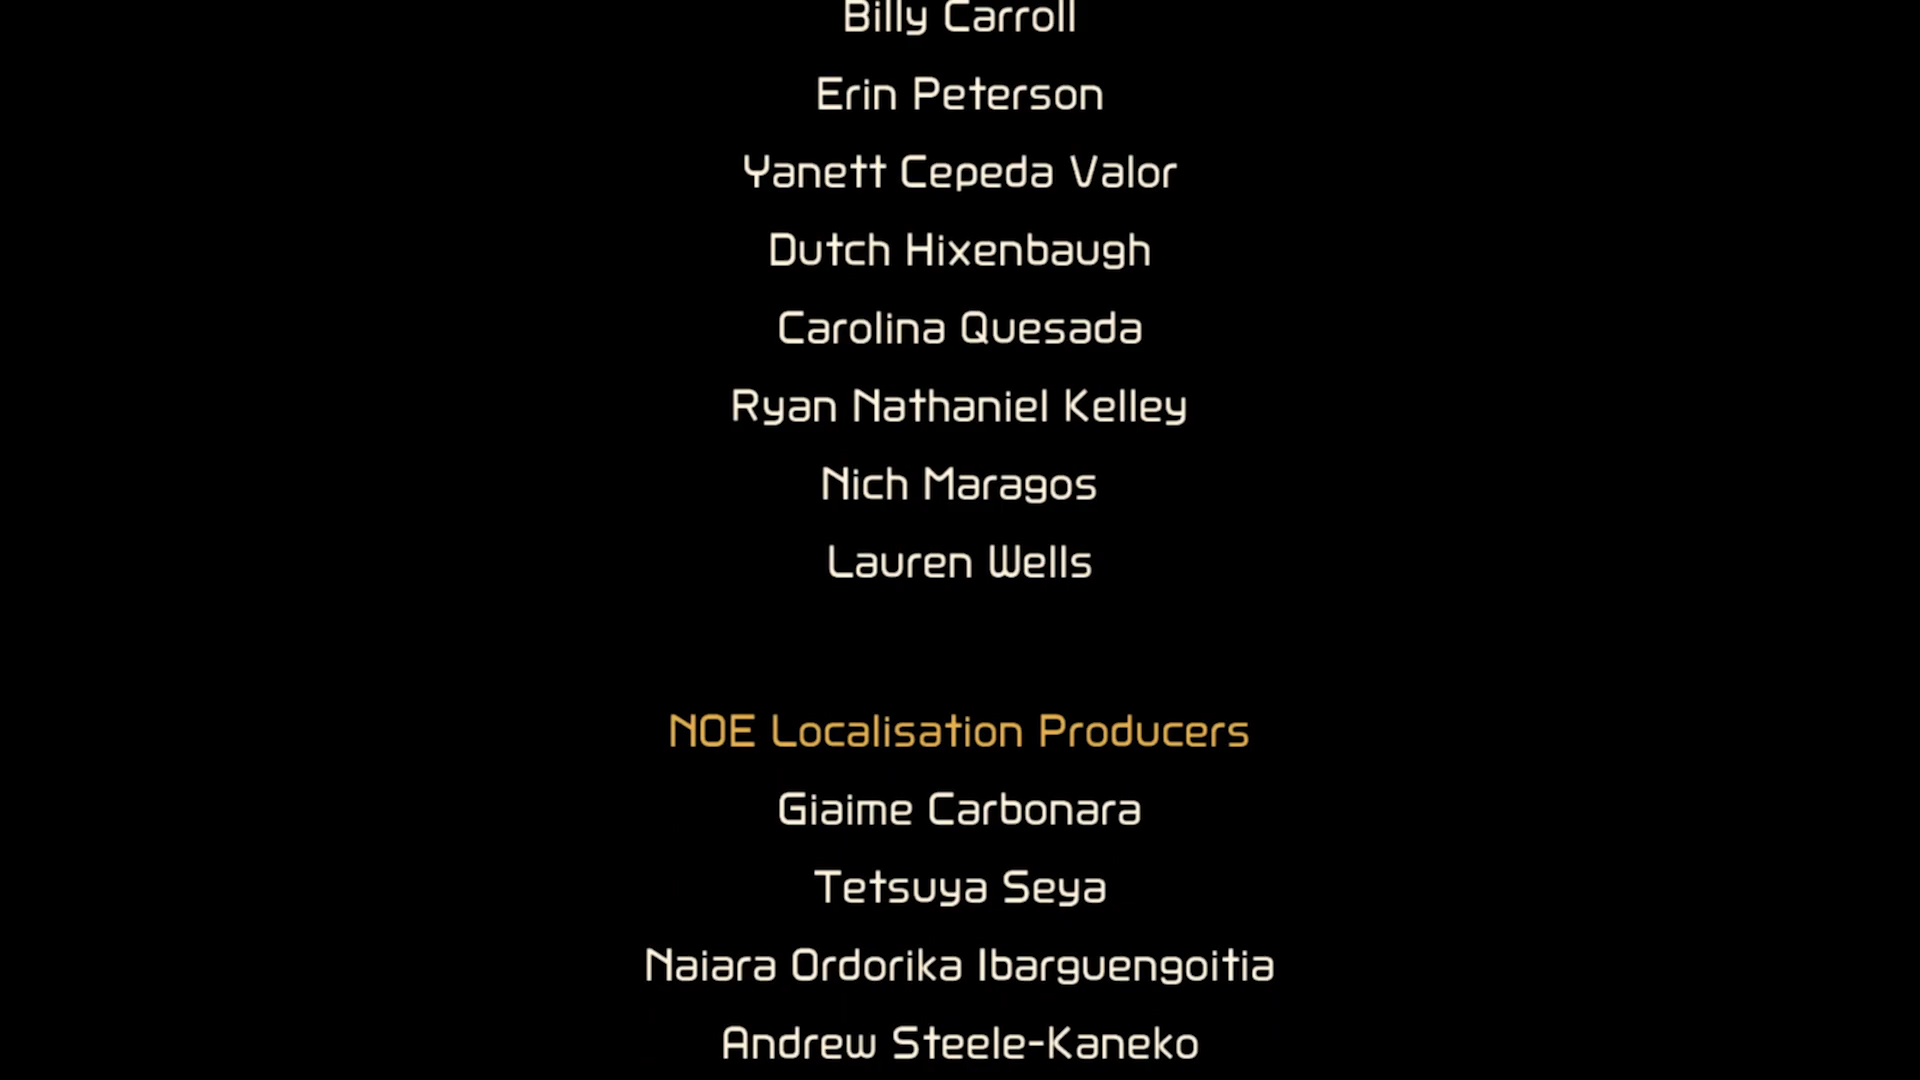 Billy Carroll
Erin Peterson
Yanett Cepeda Valor
Dutch Hixenbaugh
Carolina Quesada
Ryan Nathaniel Kelley
Nich Maragos
Lauren Wells
NOE Localisation Producers
Giaime Carbonara
Tetsuya Seya
Naiara Ordorika Ibarguengoitia
Andrew Steele-Kaneko